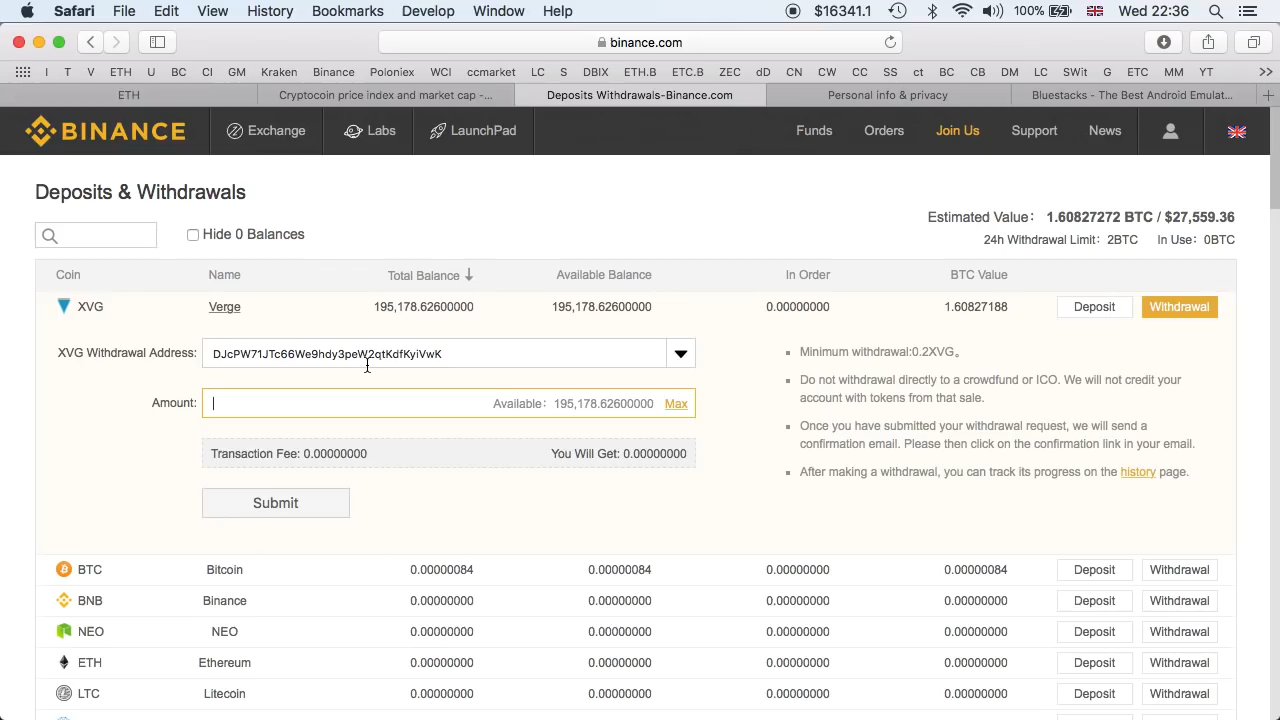 Safari File Edit View History Bookmarks Develop Window Help $16341.1 100% Wed 22:36
binance.com
I T V ETH U BC CI GM Kraken Binance Poloniex WCI ccmarket LC S DBIX ETH.B ETC.B ZEC dD CN CW CC SS ct BC CB DM LC SWit G ETC MM YT >>
ETH Cryptocoin price index and market cap -... Deposits Withdrawals-Binance.com Personal info & privacy Bluestacks - The Best Android Emulat... +
BINANCE Exchange Labs LaunchPad Funds Orders Join Us Support News
Deposits & Withdrawals
Estimated Value： 1.60827272 BTC / $27,559.36
Hide 0 Balances
24h Withdrawal Limit：2BTC In Use：0BTC
Coin Name Total Balance Available Balance In Order BTC Value
XVG Verge 195,178.62600000 195,178.62600000 0.00000000 1.60827188 Deposit Withdrawal
XVG Withdrawal Address: DJcPW71JTc66We9hdy3peW2qtKdfKyiVwK
Amount: Available：195,178.62600000 Max
Transaction Fee: 0.00000000 You Will Get: 0.00000000
Submit
Minimum withdrawal:0.2XVG。
Do not withdrawal directly to a crowdfund or ICO. We will not credit your
account with tokens from that sale.
Once you have submitted your withdrawal request, we will send a
confirmation email. Please then click on the confirmation link in your email.
After making a withdrawal, you can track its progress on the history page.
BTC Bitcoin 0.00000084 0.00000084 0.00000000 0.00000084 Deposit Withdrawal
BNB Binance 0.00000000 0.00000000 0.00000000 0.00000000 Deposit Withdrawal
NEO NEO 0.00000000 0.00000000 0.00000000 0.00000000 Deposit Withdrawal
ETH Ethereum 0.00000000 0.00000000 0.00000000 0.00000000 Deposit Withdrawal
LTC Litecoin 0.00000000 0.00000000 0.00000000 0.00000000 Deposit Withdrawal